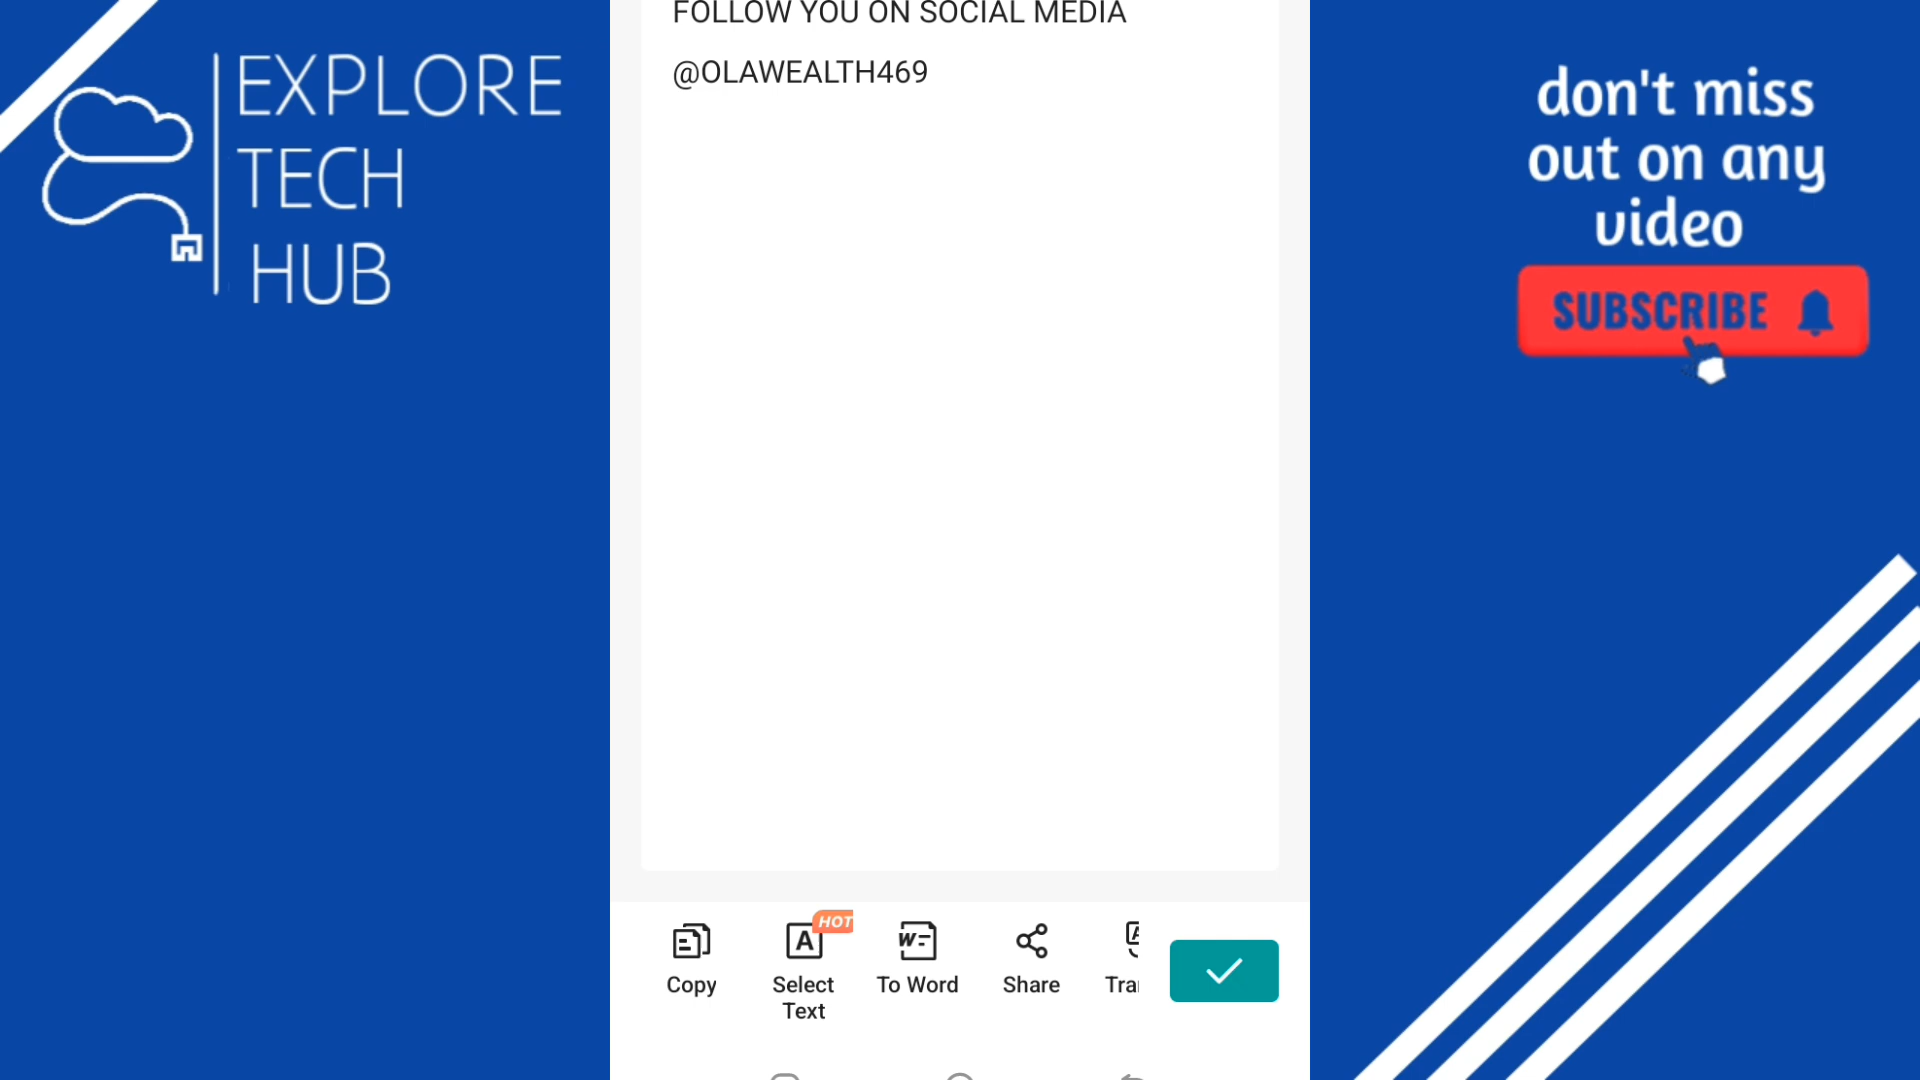 EXPLORE
TECH
HUB
FOLLOW YOU ON SOCIAL MEDIA
@OLAWEALTH469
don't miss
out on any
video
SUBSCRIBE
HOT
Copy
Select
Text
To Word
Share